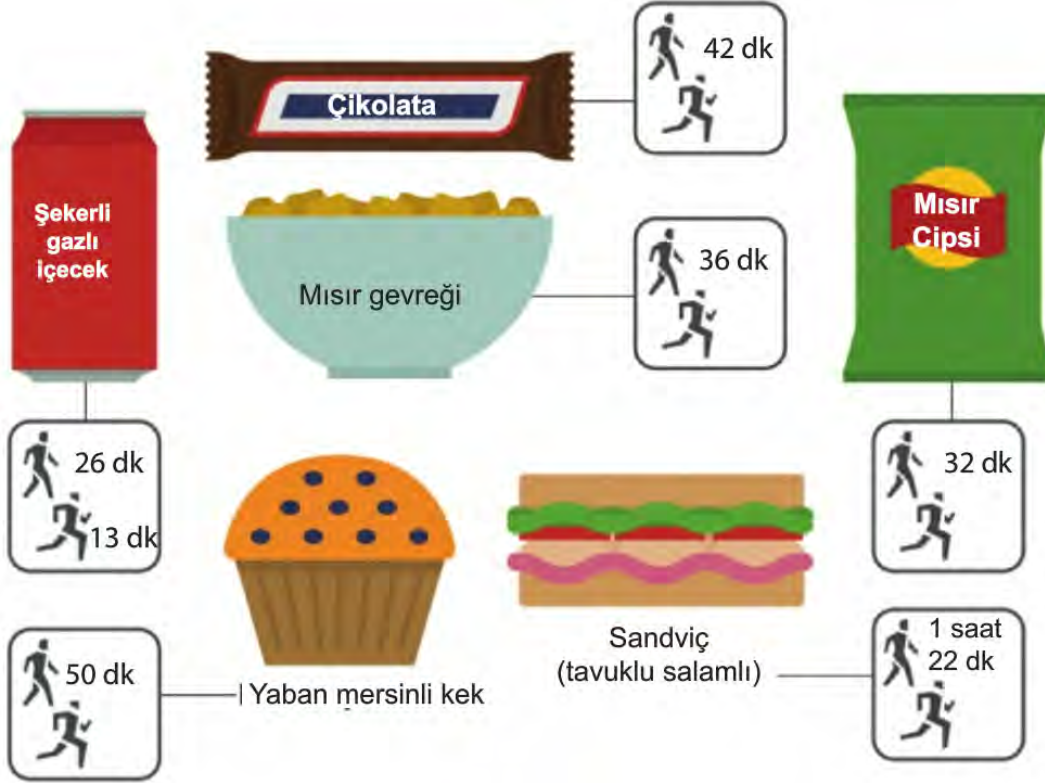 Çikolata
42 dk
Şekerli
gazlı
içecek
Mısır
Cipsi
Mısır gevreği
36 dk
26 dk
13 dk
32 dk
50 dk
Yaban mersinli kek
Sandviç
(tavuklu salamlı)
1 saat
22 dk